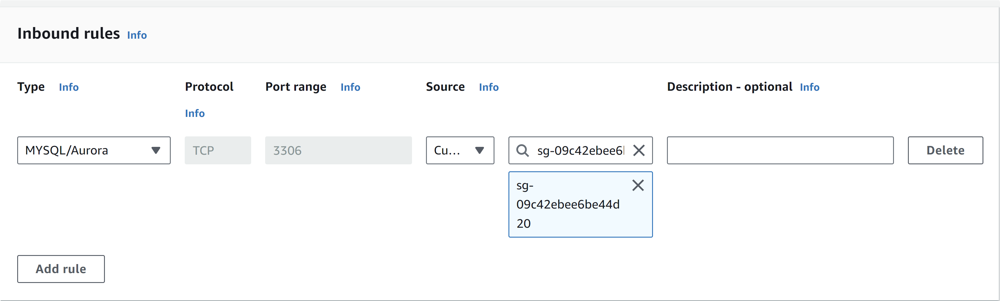 Inbound rules Info
Type Info Protocol Port range Info Source Info Description - optional Info
Info
MYSQL/Aurora TCP 3306 Cu... sg-09c42ebee6 Delete
sg-
09c42ebee6be44d
20
Add rule